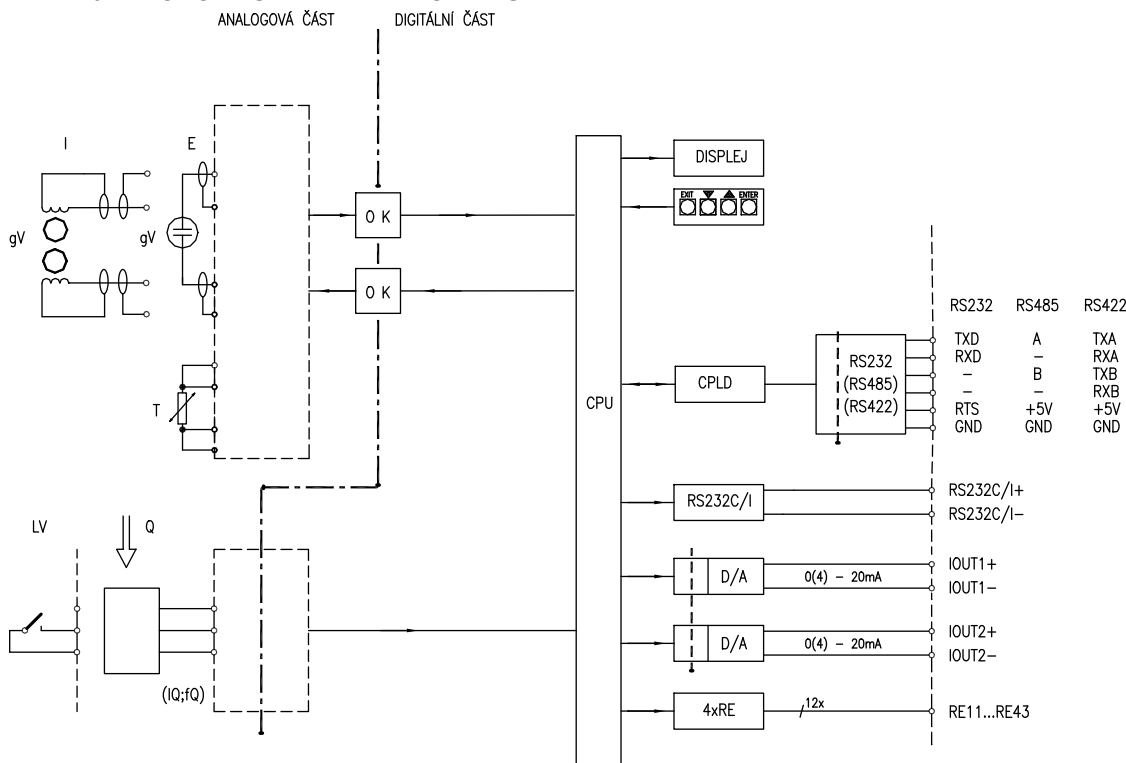 ANALOGOVÁ ČÁST DIGITÁLNÍ ČÁST
I E
gV gV
T
O K
O K
LV Q
(IQ;fQ)
CPU
DISPLEJ
EXIT ENTER
CPLD
RS232
(RS485)
(RS422)
RS232 RS485 RS422
TXD A TXA
RXD – RXA
– B TXB
– – RXB
RTS +5V +5V
GND GND GND
RS232C/I
RS232C/I+
RS232C/I–
D/A 0(4) – 20mA
IOUT1+
IOUT1–
D/A 0(4) – 20mA
IOUT2+
IOUT2–
4xRE 12x RE11...RE43